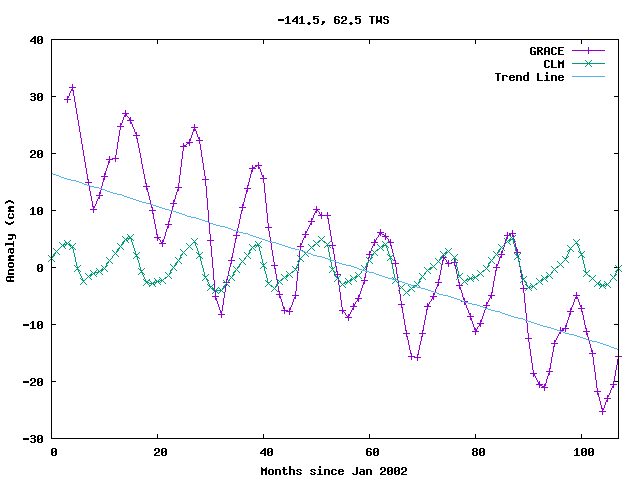 -141.5, 62.5 TWS
GRACE
CLM
Trend Line
Anomaly (cm)
40
30
20
10
0
-10
-20
-30
0 20 40 60 80 100
Months since Jan 2002